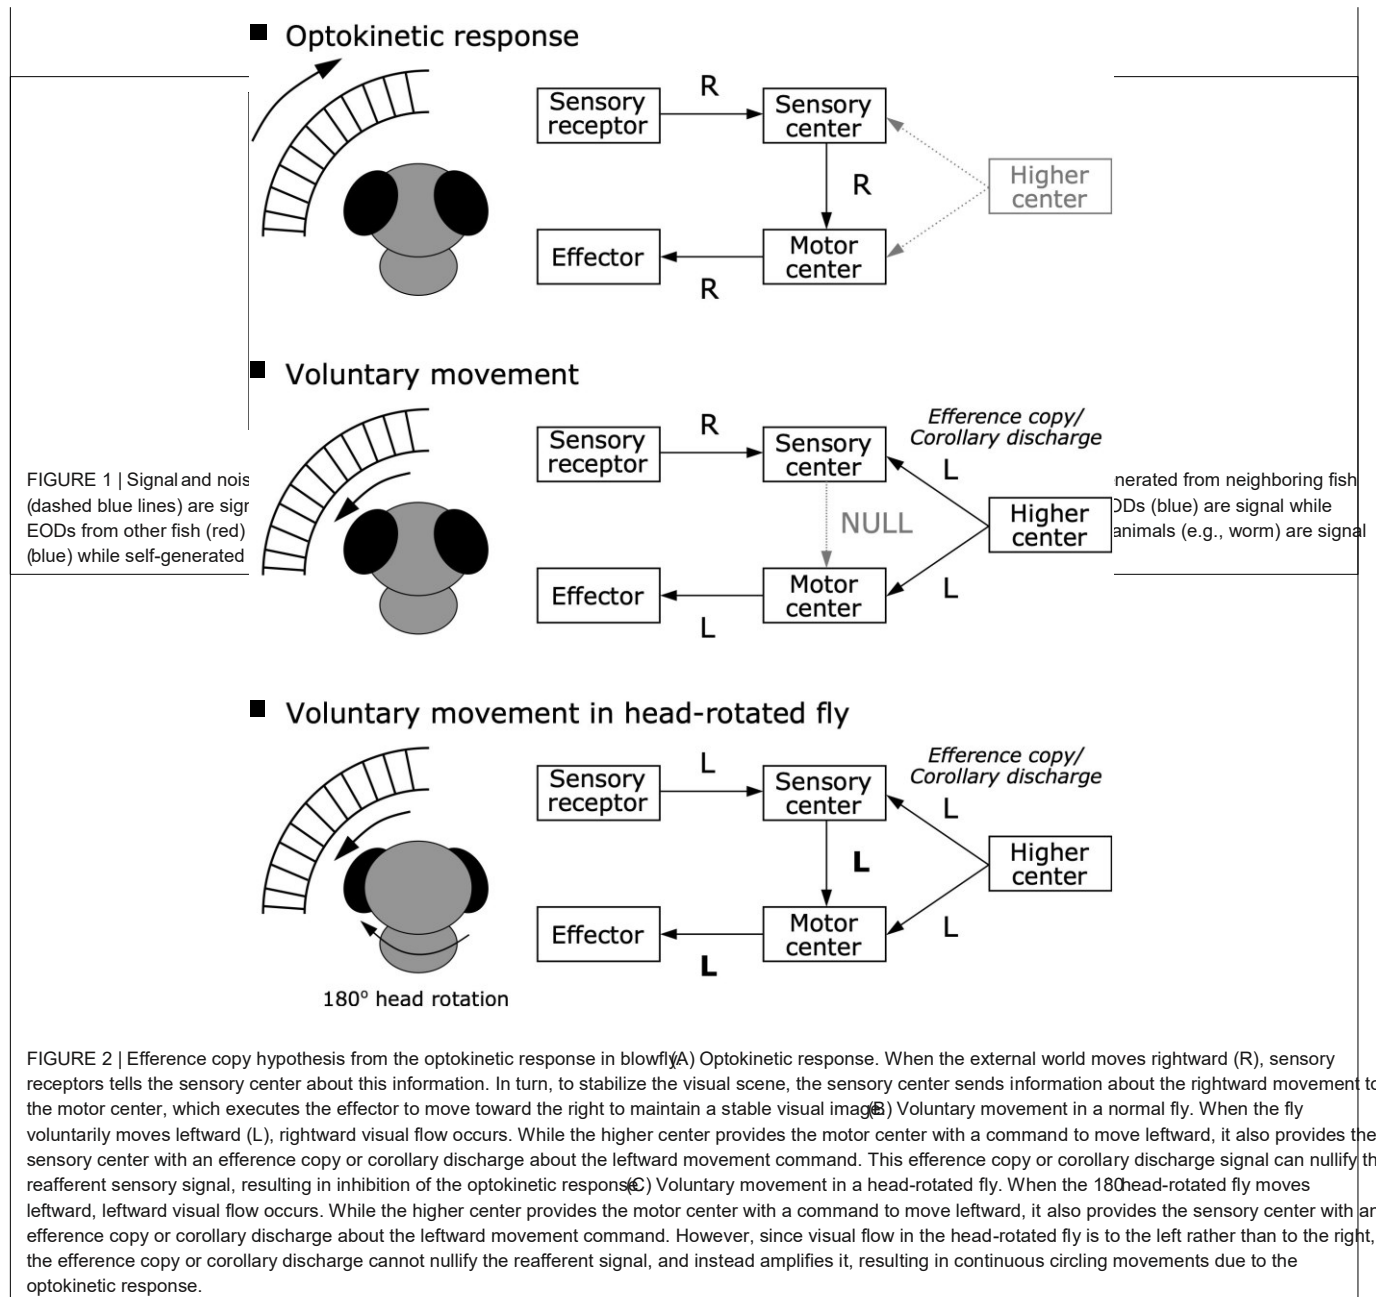 ■ Optokinetic response
R
Sensory receptor
Sensory center
R
Higher center
Effector
Motor center
R
■ Voluntary movement
Efference copy/
Corollary discharge
R
Sensory receptor
Sensory center
L
NULL
Higher center
Effector
Motor center
L
L
FIGURE 1 | Signal and nois
nerated from neighboring fish
(dashed blue lines) are sign
ODs (blue) are signal while
EODs from other fish (red)
animals (e.g., worm) are signal
(blue) while self-generated
■ Voluntary movement in head-rotated fly
Efference copy/
Corollary discharge
L
Sensory receptor
Sensory center
L
L
Higher center
Effector
Motor center
L
L
180° head rotation
FIGURE 2 | Efference copy hypothesis from the optokinetic response in blowfly. (A) Optokinetic response. When the external world moves rightward (R), sensory
receptors tells the sensory center about this information. In turn, to stabilize the visual scene, the sensory center sends information about the rightward movement to
the motor center, which executes the effector to move toward the right to maintain a stable visual image. (B) Voluntary movement in a normal fly. When the fly
voluntarily moves leftward (L), rightward visual flow occurs. While the higher center provides the motor center with a command to move leftward, it also provides the
sensory center with an efference copy or corollary discharge about the leftward movement command. This efference copy or corollary discharge signal can nullify th
reafferent sensory signal, resulting in inhibition of the optokinetic response. (C) Voluntary movement in a head-rotated fly. When the 180 head-rotated fly moves
leftward, leftward visual flow occurs. While the higher center provides the motor center with a command to move leftward, it also provides the sensory center with an
efference copy or corollary discharge about the leftward movement command. However, since visual flow in the head-rotated fly is to the left rather than to the right,
the efference copy or corollary discharge cannot nullify the reafferent signal, and instead amplifies it, resulting in continuous circling movements due to the
optokinetic response.